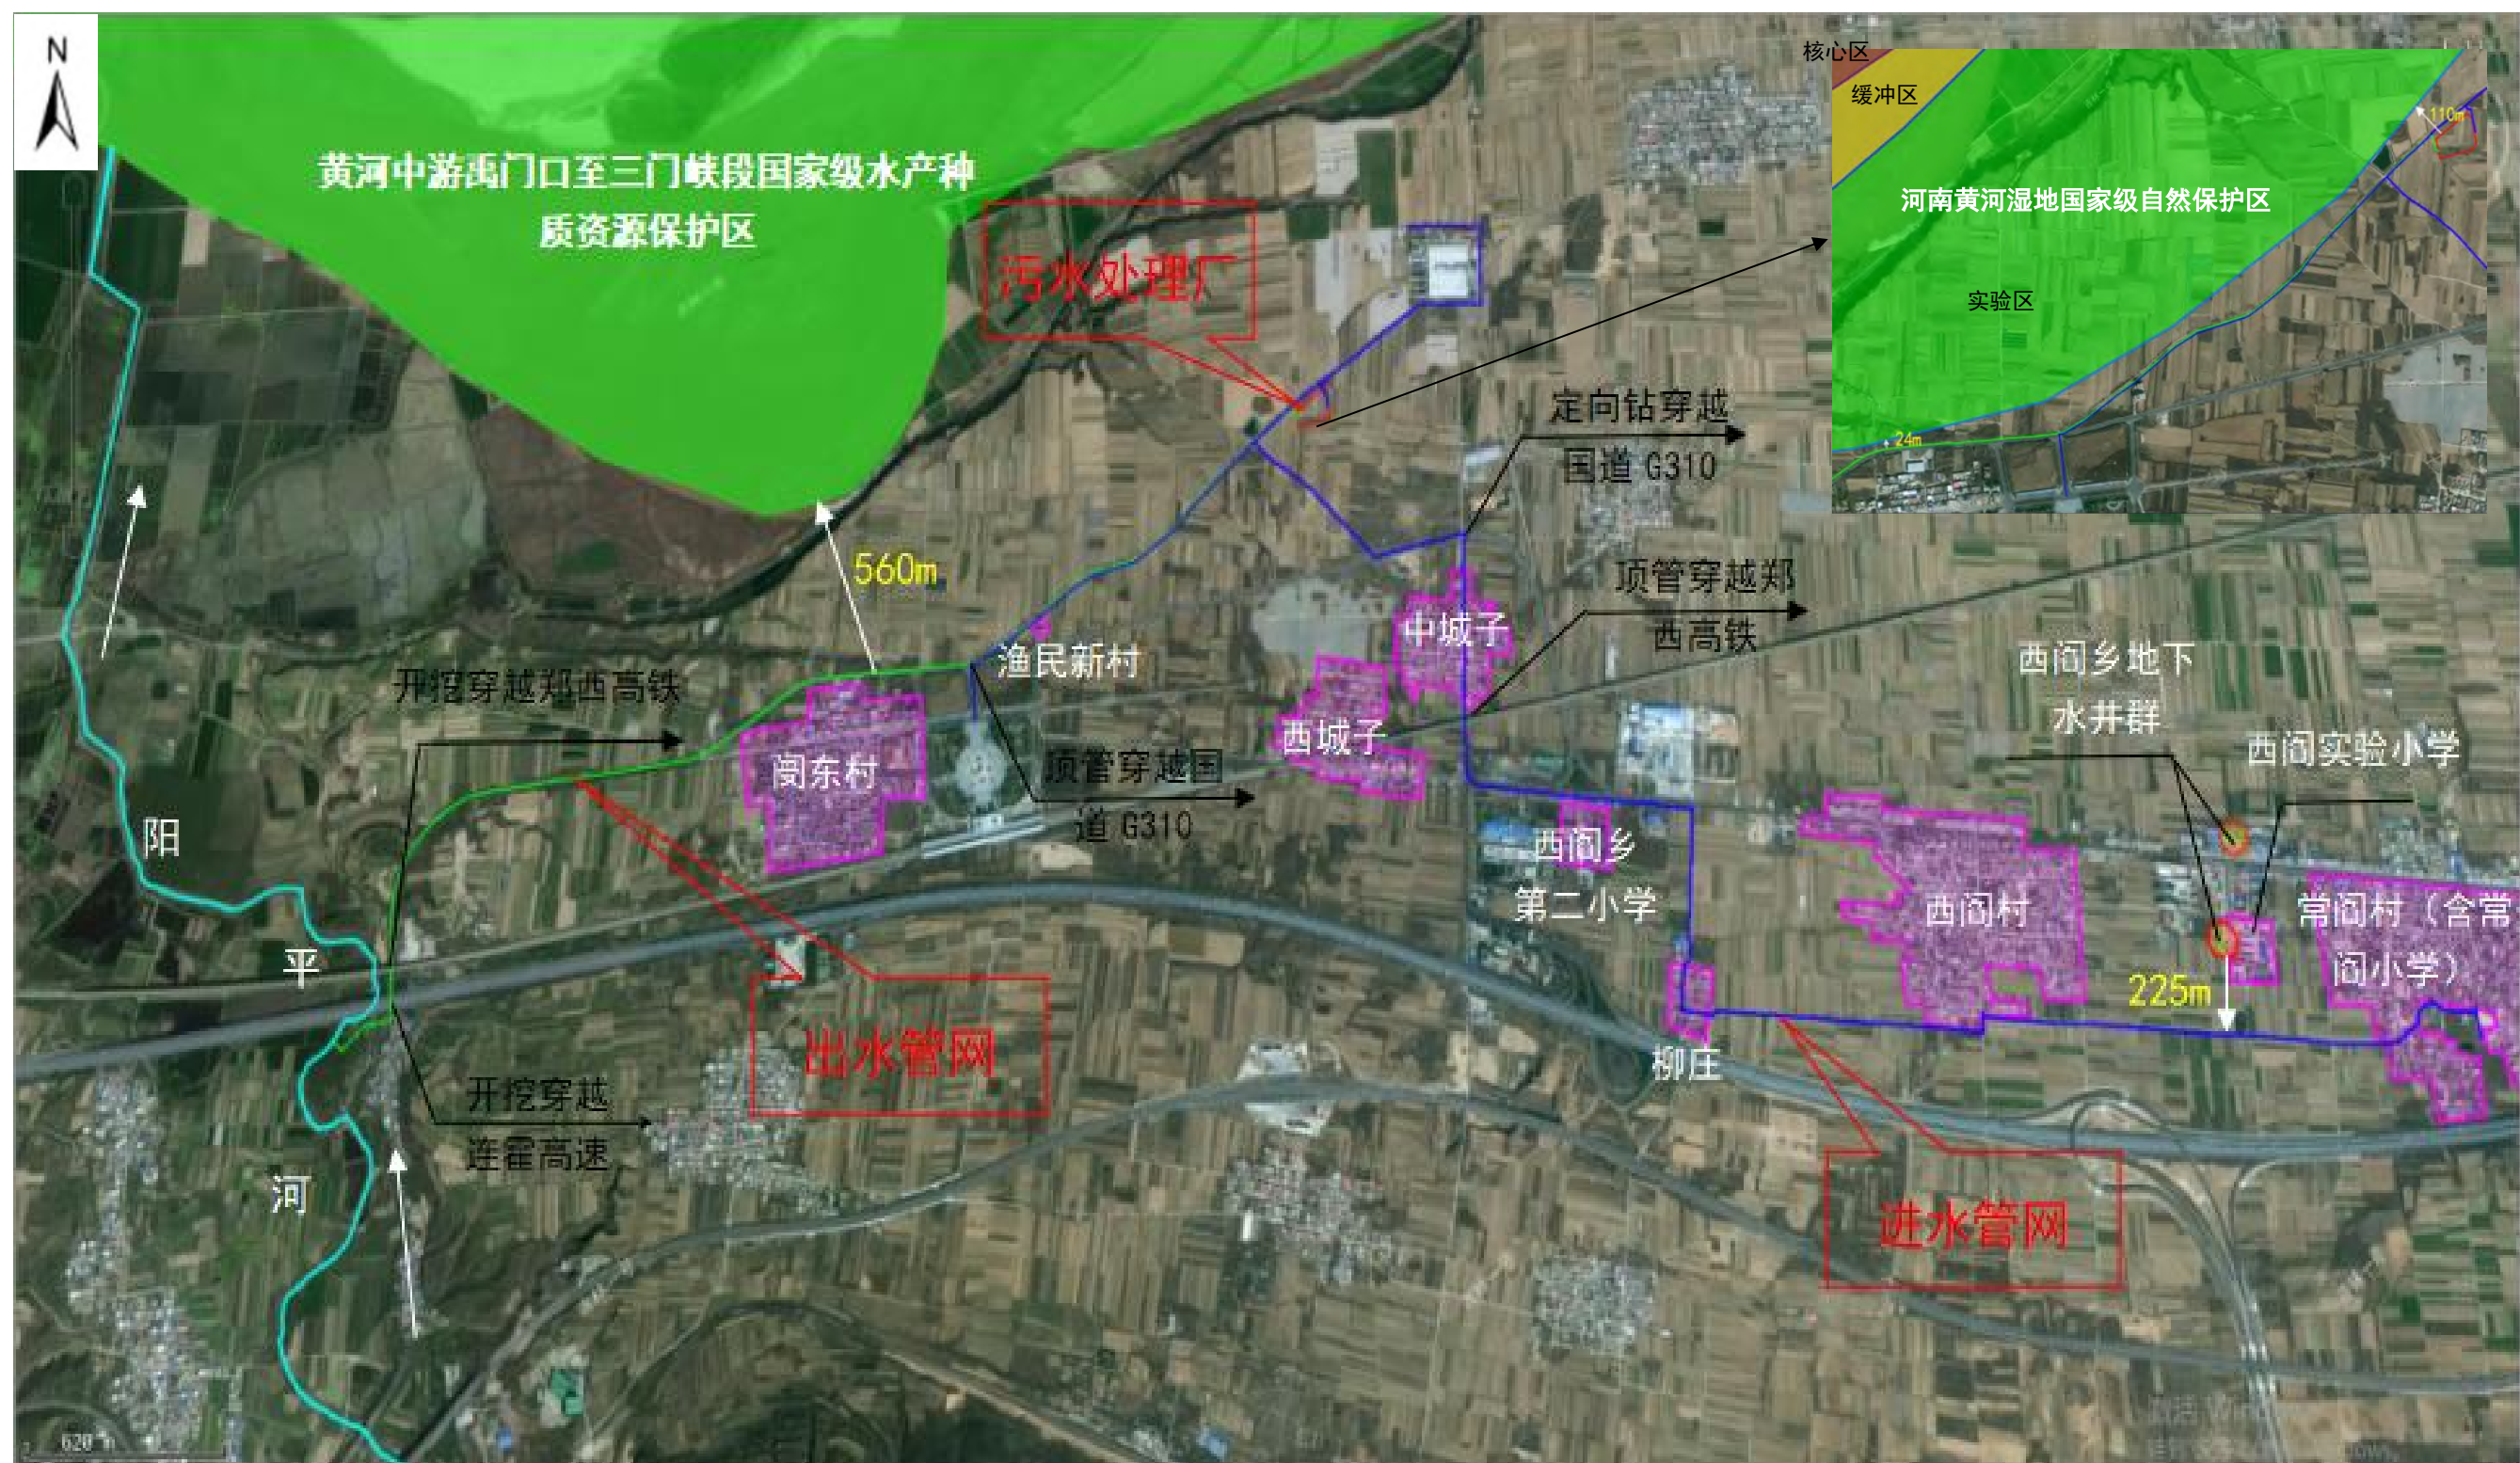 N
核心区
缓冲区
110m
黄河中游禹门口至三门峡段国家级水产种
质资源保护区
河南黄河湿地国家级自然保护区
污水处理厂
实验区
定向钻穿越
国道 G310
24m
560m
顶管穿越郑
西高铁
中城子
渔民新村
开挖穿越郑西高铁
西阎乡地下
水井群
西城子
西阎实验小学
阌东村
顶管穿越国
道 G310
阳
西阎乡
第二小学
西阎村
常阎村（含常
阎小学）
平
225m
出水管网
柳庄
开挖穿越
连霍高速
河
进水管网
620 m